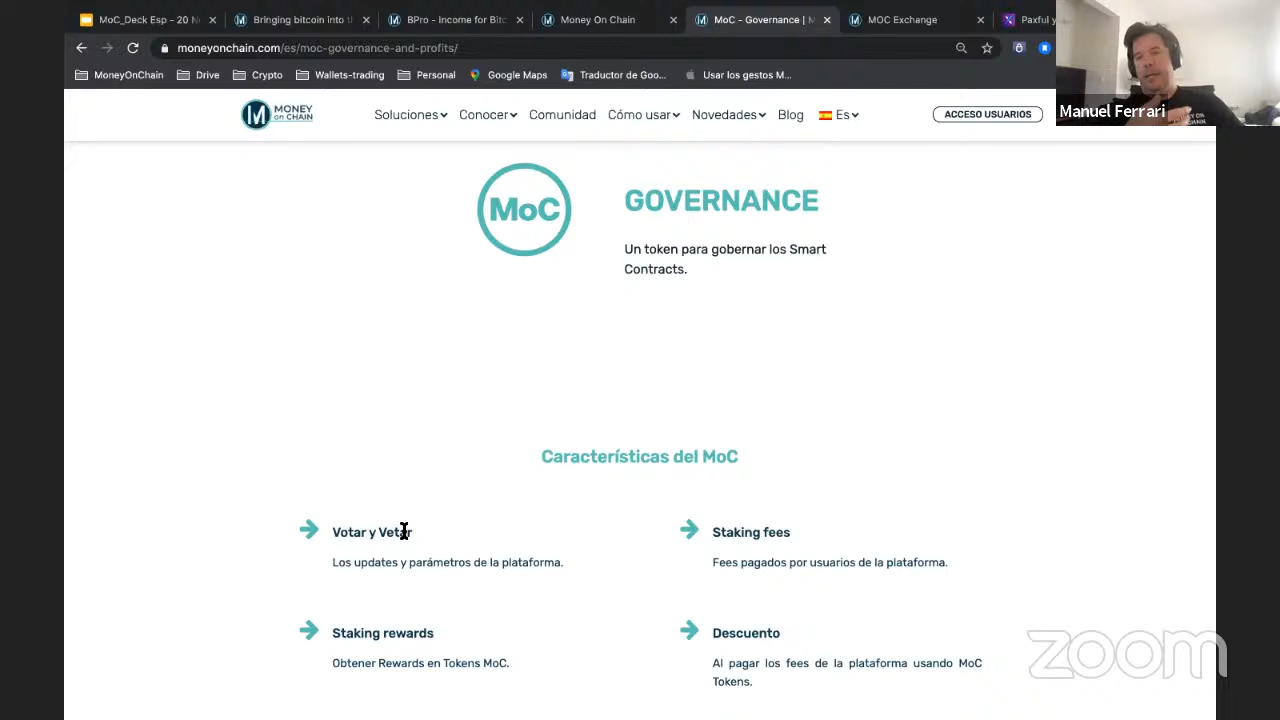 MoC_Deck Esp – 20 N
Bringing bitcoin into t
BPro - Income for Bitc
Money On Chain
MoC - Governance | M
MOC Exchange
Paxful y
moneyonchain.com/es/moc-governance-and-profits/
MoneyOnChain
Drive
Crypto
Wallets-trading
Personal
Google Maps
Traductor de Goo...
Usar los gestos M...
Manuel Ferrari
MONEY
on CHAIN
Soluciones
Conocer
Comunidad
Cómo usar
Novedades
Blog
Es
ACCESO USUARIOS
MoC
GOVERNANCE
Un token para gobernar los Smart
Contracts.
Características del MoC
Votar y Vetar
Los updates y parámetros de la plataforma.
Staking fees
Fees pagados por usuarios de la plataforma.
Staking rewards
Obtener Rewards en Tokens MoC.
Descuento
Al pagar los fees de la plataforma usando MoC
Tokens.
zoom